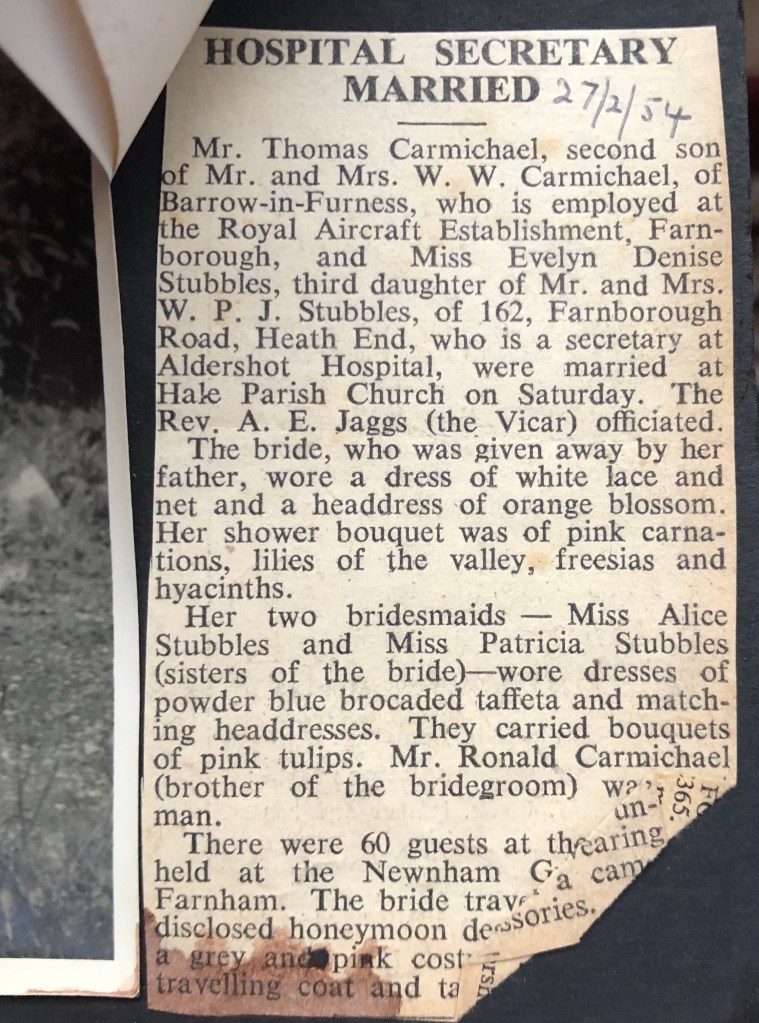 HOSPITAL SECRETARY
MARRIED 27/2/54
Mr. Thomas Carmichael, second son
of Mr. and Mrs. W. W. Carmichael, of
Barrow-in-Furness, who is employed at
the Royal Aircraft Establishment, Farn-
borough, and Miss Evelyn Denise
Stubbles, third daughter of Mr. and Mrs.
W. P. J. Stubbles, of 162, Farnborough
Road, Heath End, who is a secretary at
Aldershot Hospital, were married at
Hale Parish Church on Saturday. The
Rev. A. E. Jaggs (the Vicar) officiated.
The bride, who was given away by her
father, wore a dress of white lace and
net and a headdress of orange blossom.
Her shower bouquet was of pink carna-
tions, lilies of the valley, freesias and
hyacinths.
Her two bridesmaids — Miss Alice
Stubbles and Miss Patricia Stubbles
(sisters of the bride)—wore dresses of
powder blue brocaded taffeta and match-
ing headdresses. They carried bouquets
of pink tulips. Mr. Ronald Carmichael
(brother of the bridegroom)
man.
There were 60 guests at
held at the Newnham
Farnham. The bride
disclosed honeymoon
a grey and pink
travelling coat and
un-
a
365.